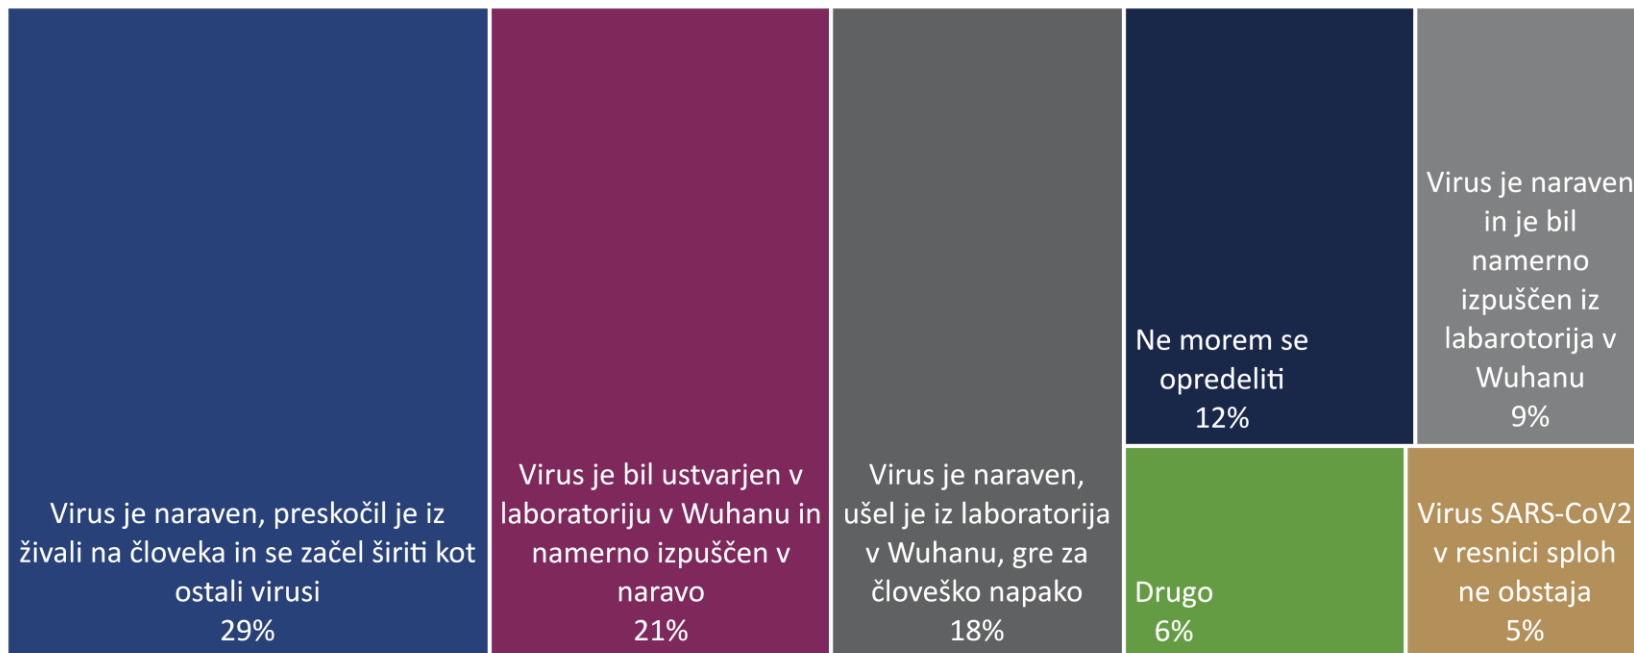 Virus je naraven, preskočil je iz
živali na človeka in se začel širiti kot
ostali virusi
29%
Virus je bil ustvarjen v
laboratoriju v Wuhanu in
namerno izpuščen v
naravo
21%
Virus je naraven,
ušel je iz laboratorija
v Wuhanu, gre za
človeško napako
18%
Ne morem se
opredeliti
12%
Virus je naraven
in je bil
namerno
izpuščen iz
labarotorija v
Wuhanu
9%
Drugo
6%
Virus SARS-CoV2
v resnici sploh
ne obstaja
5%